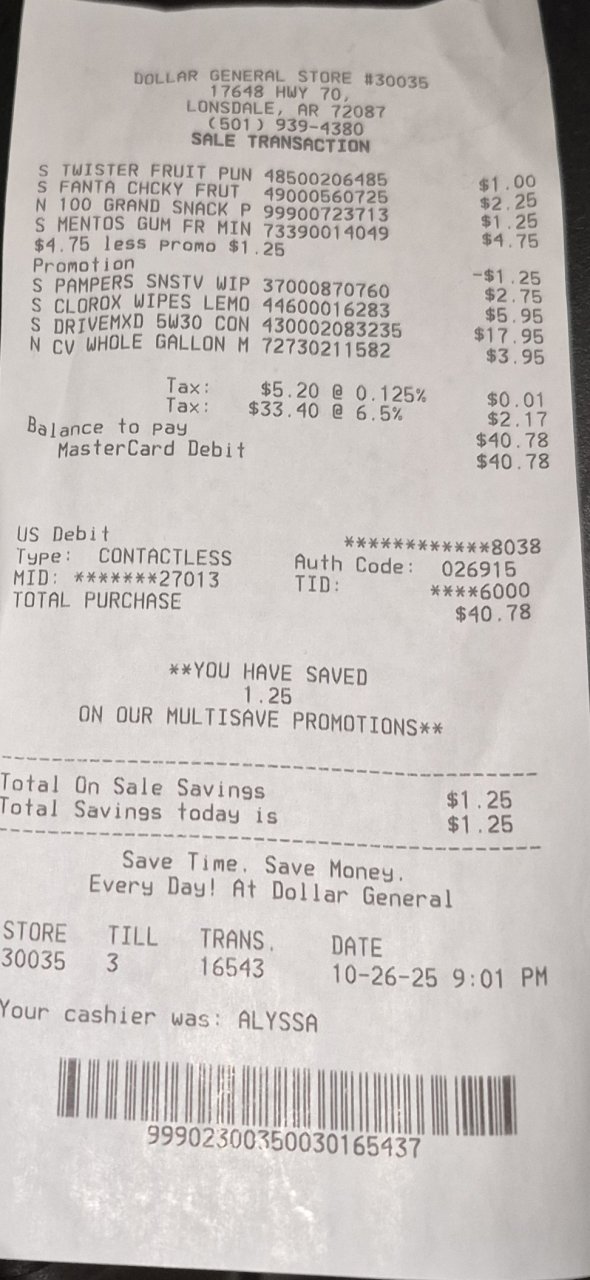 DOLLAR GENERAL STORE #30035
17648 HWY 70,
LONSDALE, AR 72087
(501) 939-4380
SALE TRANSACTION
S TWISTER FRUIT PUN 48500206485 $1.00
S FANTA CHCKY FRUT 49000560725 $2.25
N 100 GRAND SNACK P 99900723713 $1.25
S MENTOS GUM FR MIN 73390014049 $4.75
$4.75 less Promo $1.25
Promotion -$1.25
S PAMPERS SNSTV WIP 37000870760 $2.75
S CLOROX WIPES LEMO 44600016283 $5.95
S DRIVEMXD 5W30 CON 430002083235 $17.95
N CV WHOLE GALLON M 72730211582 $3.95
Tax: $5.20 @ 0.125% $0.01
Tax: $33.40 @ 6.5% $2.17
Balance to pay $40.78
MasterCard Debit $40.78
US Debit ************8038
Type: CONTACTLESS Auth Code: 026915
MID: *******27013 TID: ****6000
TOTAL PURCHASE $40.78
**YOU HAVE SAVED
1.25
ON OUR MULTISAVE PROMOTIONS**
Total On Sale Savings $1.25
Total Savings today is $1.25
Save Time. Save Money.
Every Day! At Dollar General
STORE TILL TRANS. DATE
30035 3 16543 10-26-25 9:01 PM
Your cashier was: ALYSSA
99902300350030165437